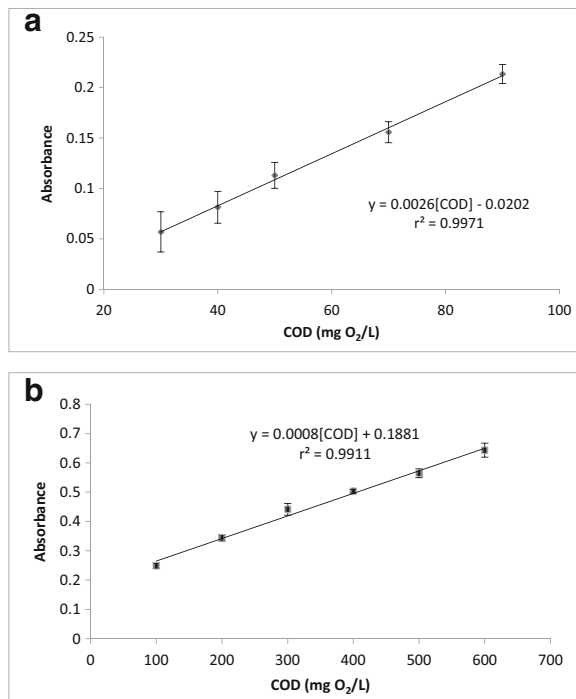 a
0.25
0.2
0.15
0.1
0.05
0
Absorbance
y = 0.0026[COD] - 0.0202
r² = 0.9971
20 40 60 80 100
COD (mg O₂/L)
b
0.8
0.7
0.6
0.5
0.4
0.3
0.2
0.1
0
Absorbance
y = 0.0008[COD] + 0.1881
r² = 0.9911
0 100 200 300 400 500 600 700
COD (mg O₂/L)